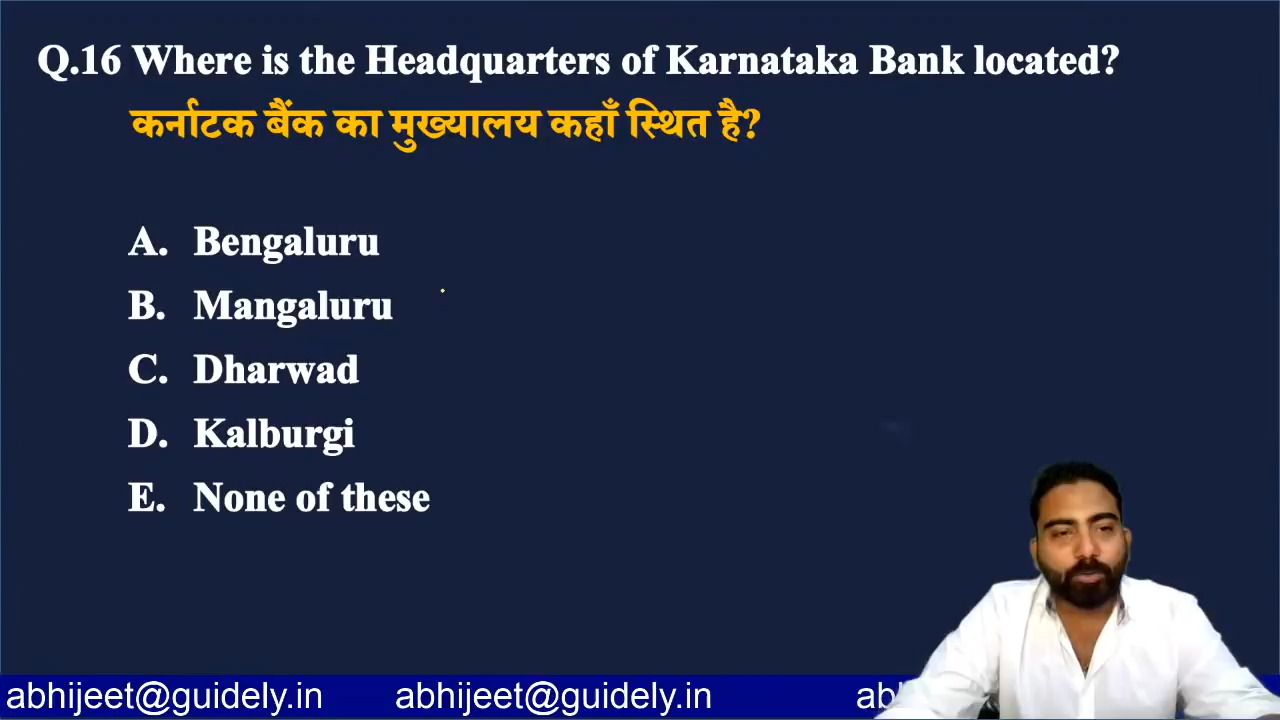 Q.16 Where is the Headquarters of Karnataka Bank located?
कर्नाटक बैंक का मुख्यालय कहाँ स्थित है?
A. Bengaluru
B. Mangaluru
C. Dharwad
D. Kalburgi
E. None of these
abhijeet@guidely.in abhijeet@guidely.in ab